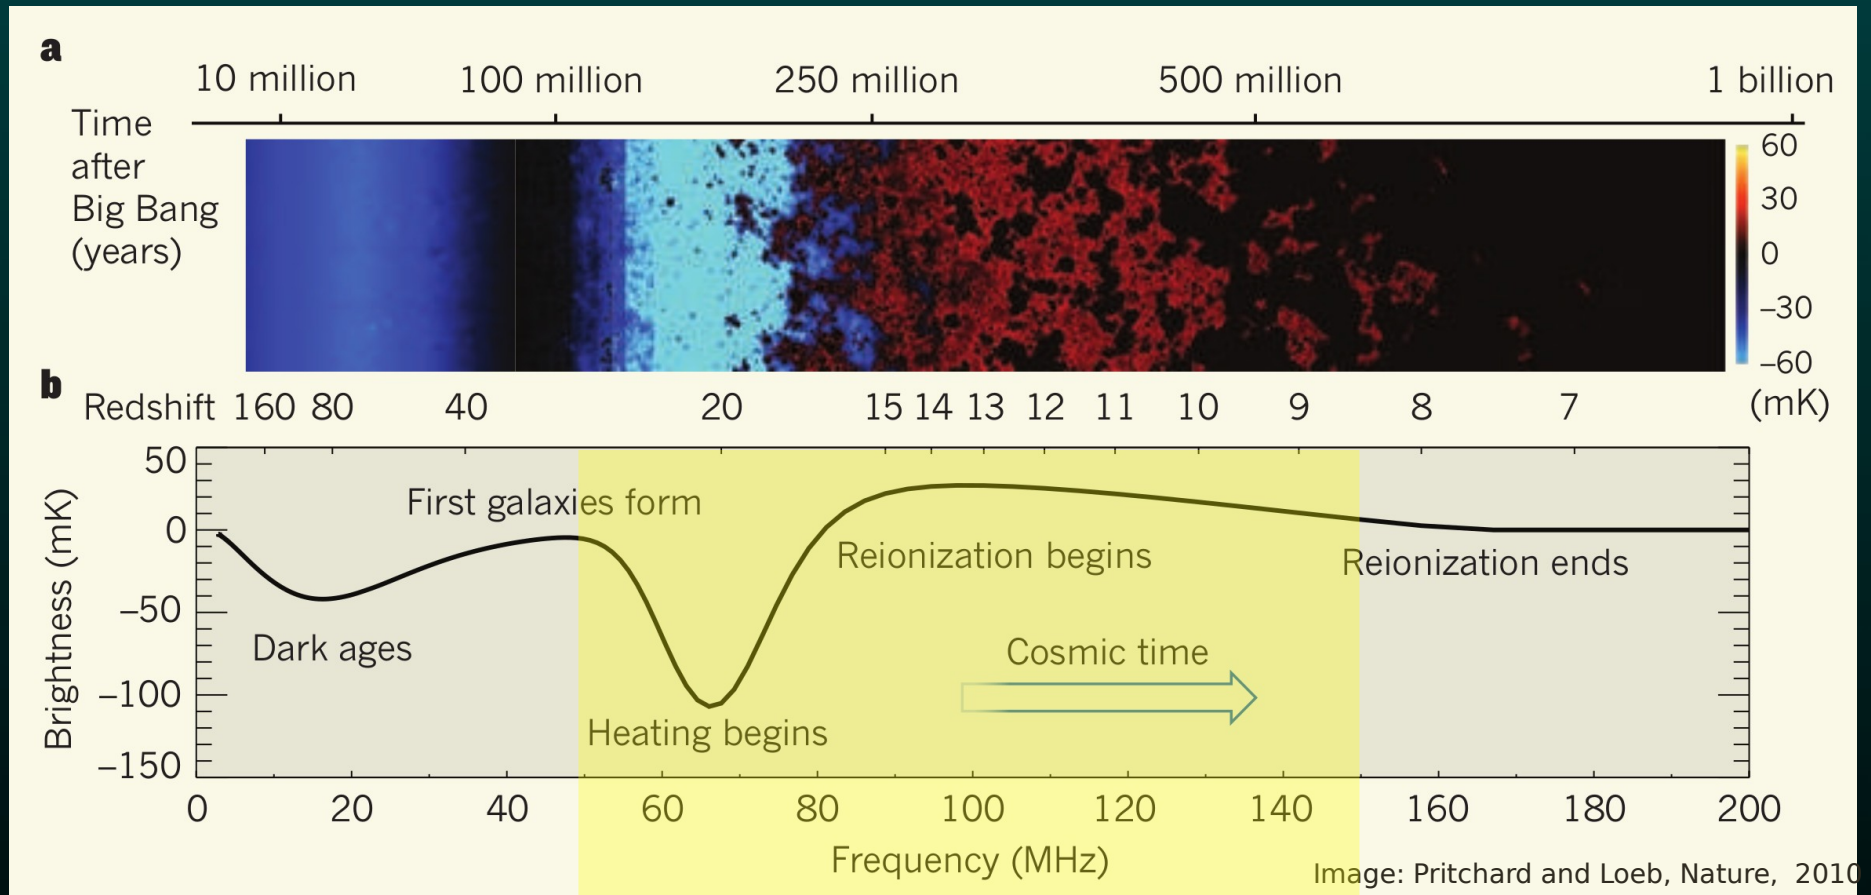 a
10 million 100 million 250 million 500 million 1 billion
Time
after
Big Bang
(years)
60
30
0
−30
−60
(mK)
b
Redshift 160 80 40 20 15 14 13 12 11 10 9 8 7
50
0
−50
−100
−150
Brightness (mK)
First galaxies form
Dark ages
Heating begins
Reionization begins
Reionization ends
Cosmic time
0 20 40 60 80 100 120 140 160 180 200
Frequency (MHz)
Image: Pritchard and Loeb, Nature, 2010